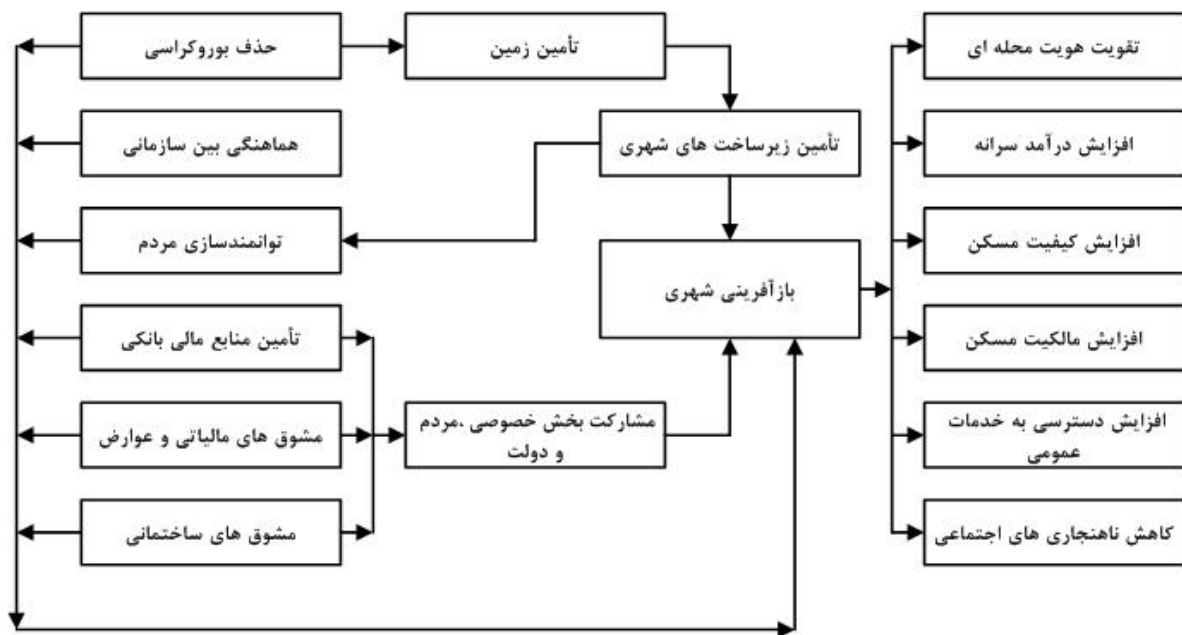 حذف بوروکراسی
تأمین زمین
تقویت هویت محله ای
هماهنگی بین سازمانی
تأمین زیرساخت های شهری
افزایش درآمد سرانه
توانمندسازی مردم
بازآفرینی شهری
افزایش کیفیت مسکن
تأمین منابع مالی بانکی
افزایش مالکیت مسکن
مشوق های مالیاتی و عوارض
مشارکت بخش خصوصی ،مردم
و دولت
افزایش دسترسی به خدمات
عمومی
مشوق های ساختمانی
کاهش ناهنجاری های اجتماعی